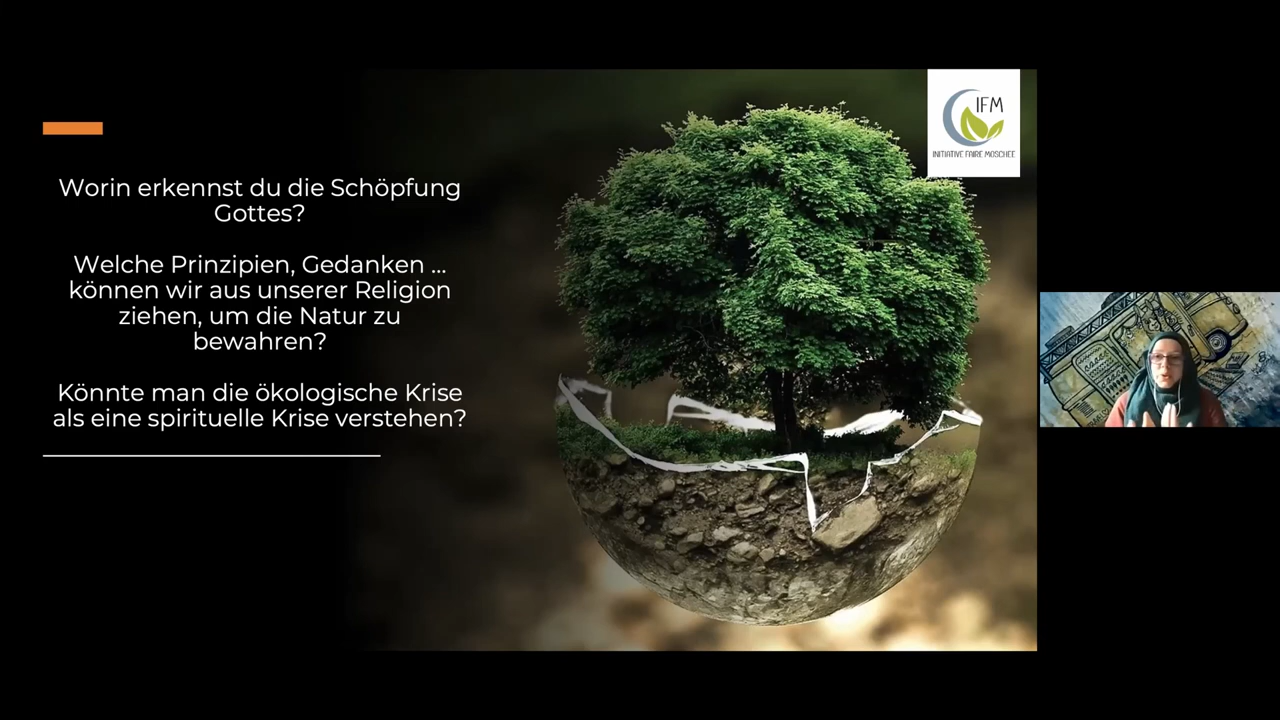 Worin erkennst du die Schöpfung
Gottes?
Welche Prinzipien, Gedanken ...
können wir aus unserer Religion
ziehen, um die Natur zu
bewahren?
Könnte man die ökologische Krise
als eine spirituelle Krise verstehen?
IFM
INITIATIVE FAIRE MOSCHEE